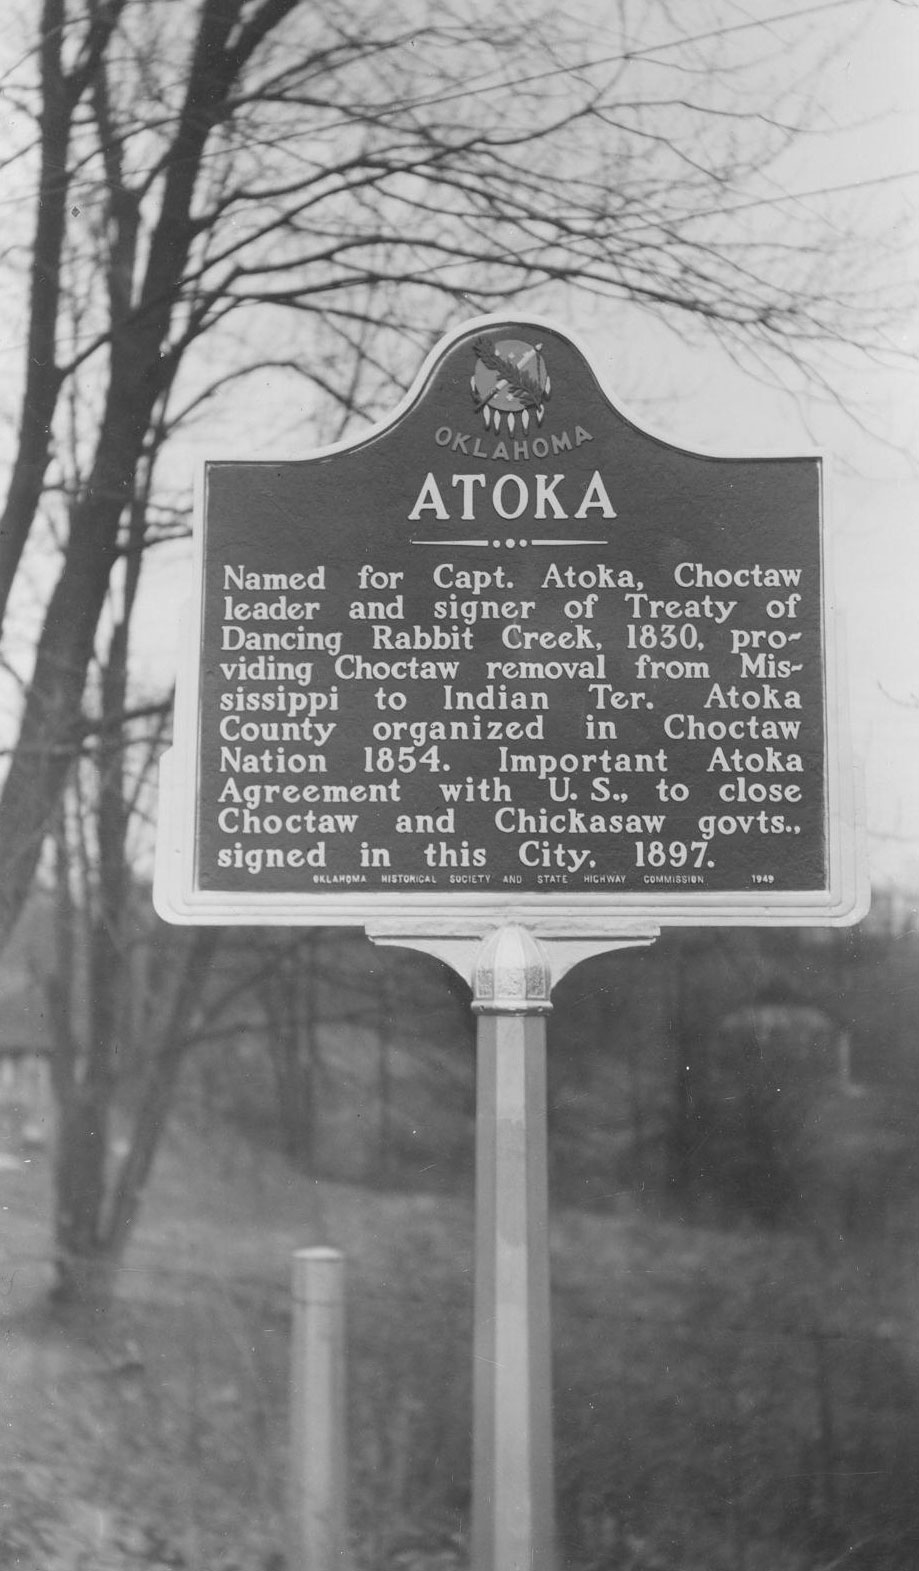 OKLAHOMA
ATOKA
Named for Capt. Atoka, Choctaw
leader and signer of Treaty of
Dancing Rabbit Creek, 1830, pro-
viding Choctaw removal from Mis-
sissippi to Indian Ter. Atoka
County organized in Choctaw
Nation 1854. Important Atoka
Agreement with U. S., to close
Choctaw and Chickasaw govts.,
signed in this City, 1897.
OKLAHOMA HISTORICAL SOCIETY AND STATE HIGHWAY COMMISSION 1949